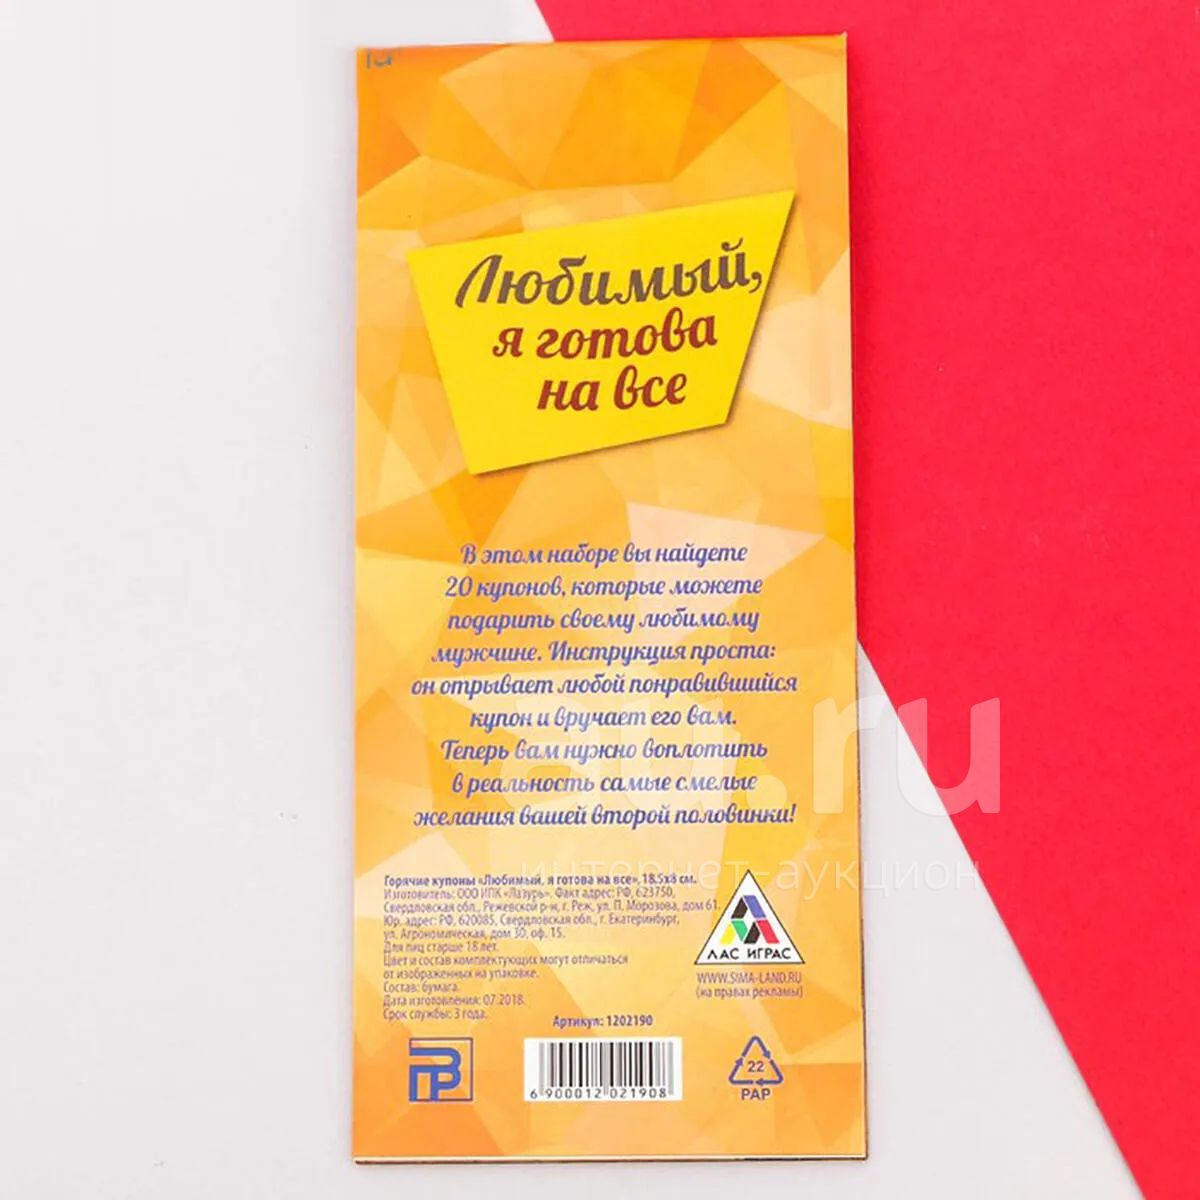 Любимый,
я готова
на все
В этом наборе вы найдете
20 купонов, которые можете
подарить своему любимому
мужчине. Инструкция проста:
он отрывает любой понравившийся
купон и вручает его вам.
Теперь вам нужно воплотить
в реальность самые смелые
желания вашей второй половинки!
au.ru
интернет-аукцион
Горячие купоны «Любимый, я готова на все», 18.5х8 см.
Изготовитель: ООО ИПК «Лазурь». Факт адрес: РФ, 623750,
Свердловская обл., Режевской р-н, г. Реж, ул. П. Морозова, дом 61.
Юр. адрес: РФ, 620085, Свердловская обл., г. Екатеринбург,
ул. Агрономическая, дом 30, оф. 15.
Для лиц старше 18 лет.
Цвет и состав комплектующих могут отличаться
от изображенных на упаковке.
Состав: бумага.
Дата изготовления: 07.2018.
Срок службы: 3 года.
ЛАС ИГРАС
WWW.SIMA-LAND.RU
(на правах рекламы)
Артикул: 1202190
6 900012 021908
22
PAP